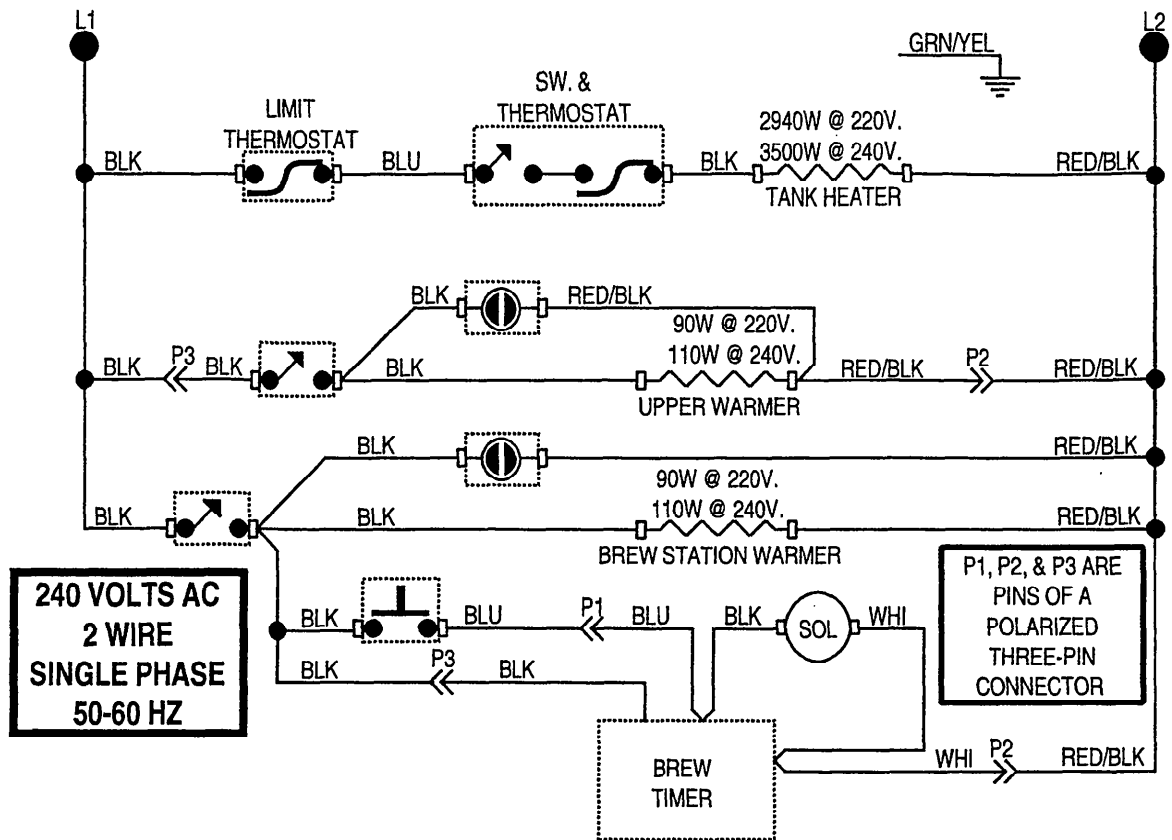 L1
L2
GRN/YEL
LIMIT
THERMOSTAT
SW. &
THERMOSTAT
2940W @ 220V.
3500W @ 240V.
BLK
BLU
BLK
RED/BLK
TANK HEATER
BLK
RED/BLK
90W @ 220V.
110W @ 240V.
BLK
P3
BLK
BLK
RED/BLK
P2
RED/BLK
UPPER WARMER
BLK
RED/BLK
90W @ 220V.
110W @ 240V.
BLK
BLK
RED/BLK
BREW STATION WARMER
240 VOLTS AC
2 WIRE
SINGLE PHASE
50-60 HZ
P1, P2, & P3 ARE
PINS OF A
POLARIZED
THREE-PIN
CONNECTOR
BLK
BLU
P1
BLU
BLK
SOL
WHI
BLK
P3
BLK
BREW
TIMER
WHI
P2
RED/BLK